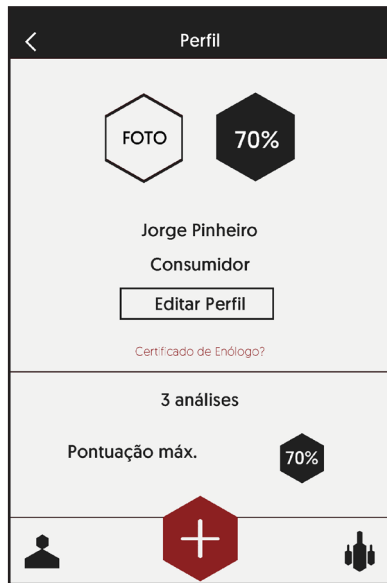 Perfil
FOTO
70%
Jorge Pinheiro
Consumidor
Editar Perfil
Certificado de Enólogo?
3 análises
Pontuação máx.
70%